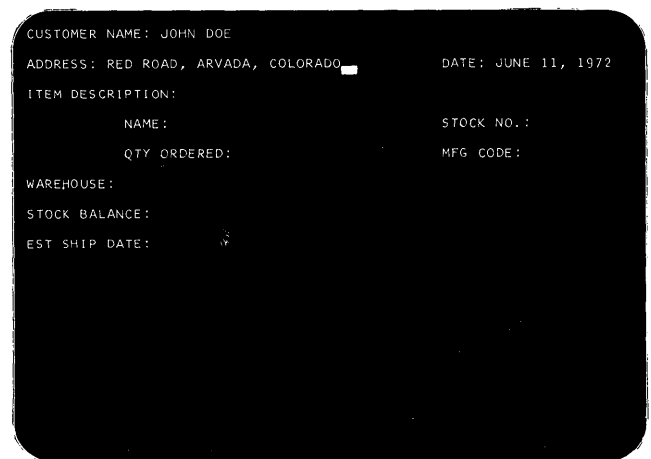 CUSTOMER NAME: JOHN DOE
ADDRESS: RED ROAD, ARVADA, COLORADO DATE: JUNE 11, 1972
ITEM DESCRIPTION:
NAME: STOCK NO.:
QTY ORDERED: MFG CODE:
WAREHOUSE:
STOCK BALANCE:
EST SHIP DATE: